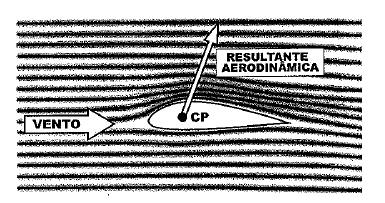 RESULTANTE
AERODINÂMICA
VENTO
CP